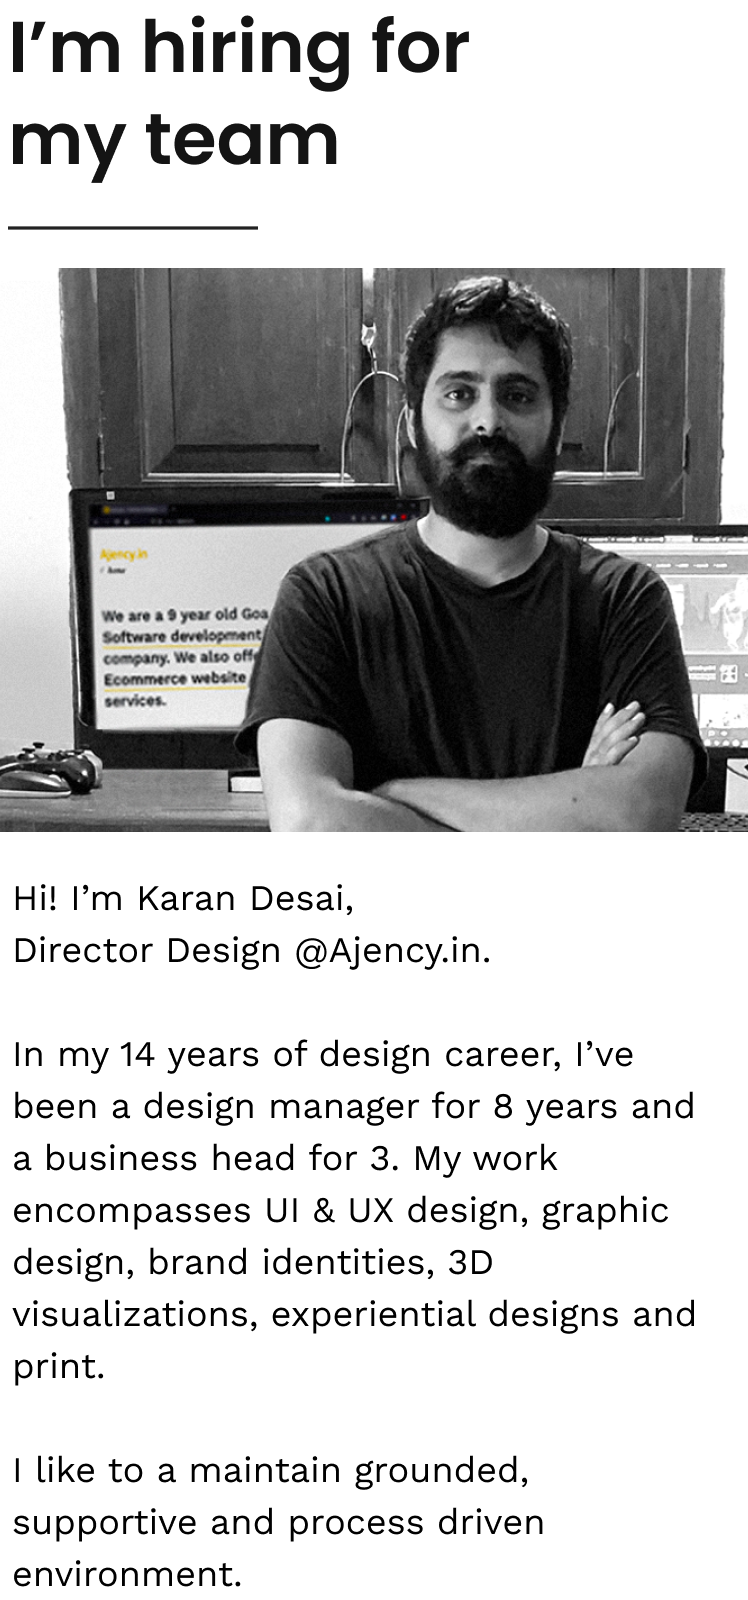 I’m hiring for
my team
Ajency.in
We are a 9 year old Goa
Software development
company. We also offe
Ecommerce website
services.
Hi! I’m Karan Desai,
Director Design @Ajency.in.
In my 14 years of design career, I’ve
been a design manager for 8 years and
a business head for 3. My work
encompasses UI & UX design, graphic
design, brand identities, 3D
visualizations, experiential designs and
print.
I like to a maintain grounded,
supportive and process driven
environment.